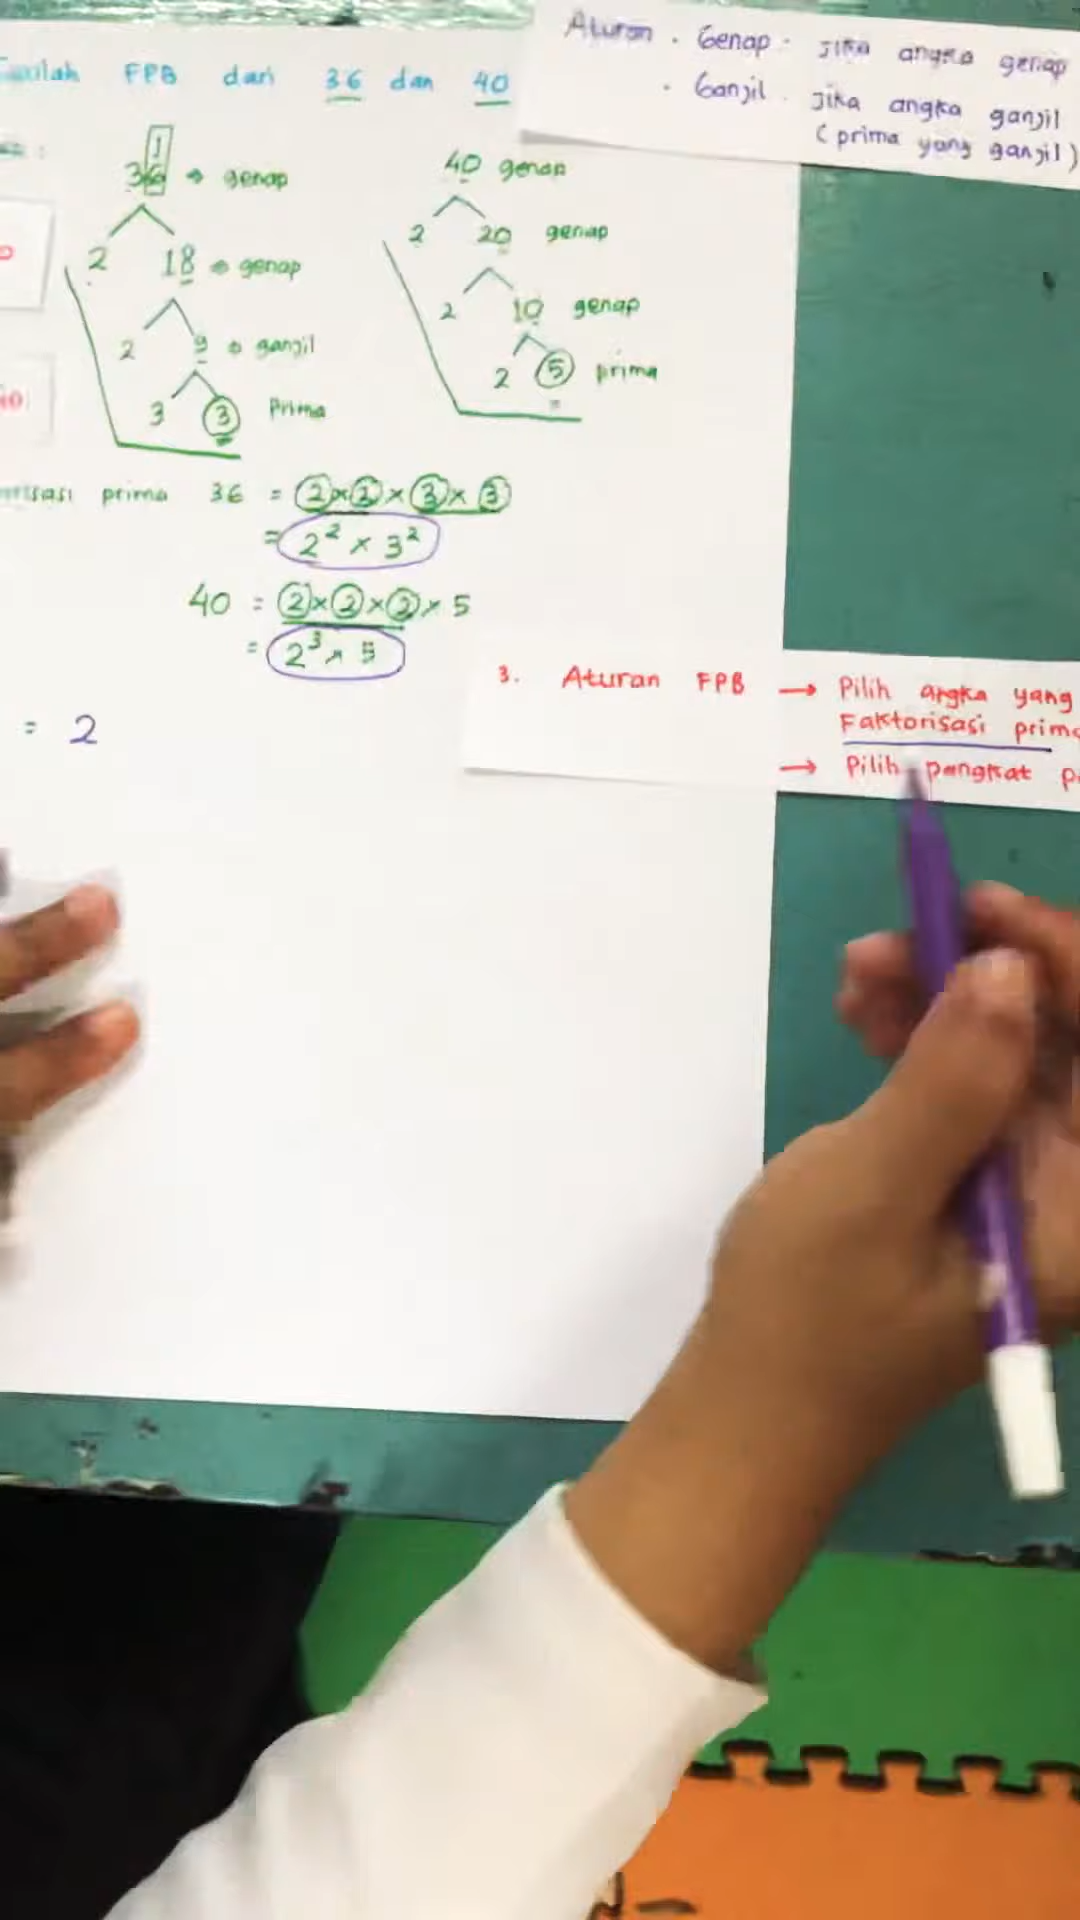 Aturan . Genap - jika angka genap
. Ganjil . jika angka ganjil
(prima yang ganjil)
FPB dari 36 dan 40
1
36 → genap
2 18 → genap
2 9 → ganjil
3 3 Prima
40 genap
2 20 genap
2 10 genap
2 5 prima
prima 36 = 2 × 2 × 3 × 3
= 2² × 3²
40 = 2 × 2 × 2 × 5
= 2³ × 5
= 2
3. Aturan FPB → Pilih angka yang
Faktorisasi
→ Pilih pangkat